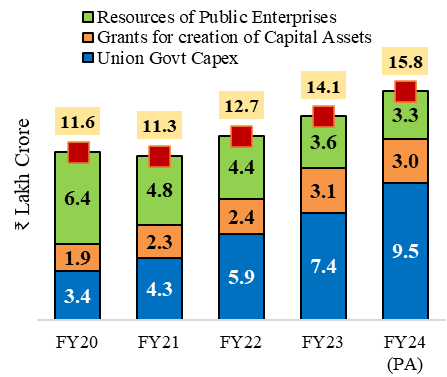 Resources of Public Enterprises
Grants for creation of Capital Assets
Union Govt Capex
₹ Lakh Crore
11.6
11.3
12.7
14.1
15.8
6.4
4.8
4.4
3.6
3.3
1.9
2.3
2.4
3.1
3.0
3.4
4.3
5.9
7.4
9.5
FY20
FY21
FY22
FY23
FY24
(PA)